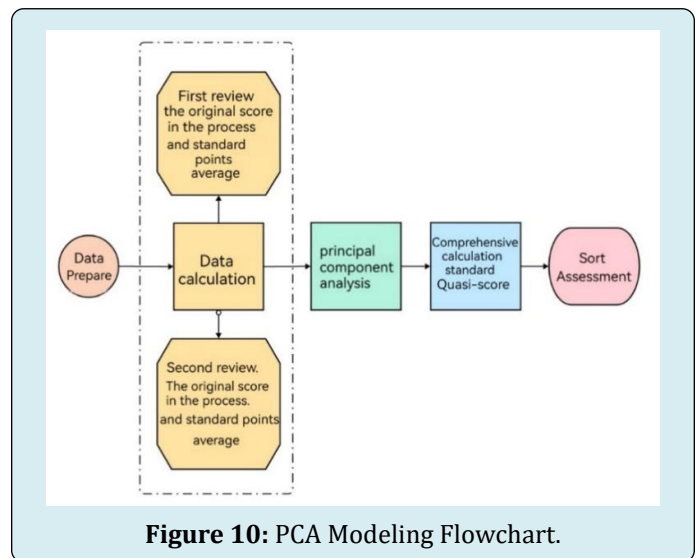 First review
the original score
in the process
and standard
points
average
Data
Prepare
Data
calculation
principal
component
analysis
Comprehensive
calculation
standard
Quasi-score
Sort
Assessment
Second review.
The original score
in the process.
and standard points
average
Figure 10: PCA Modeling Flowchart.